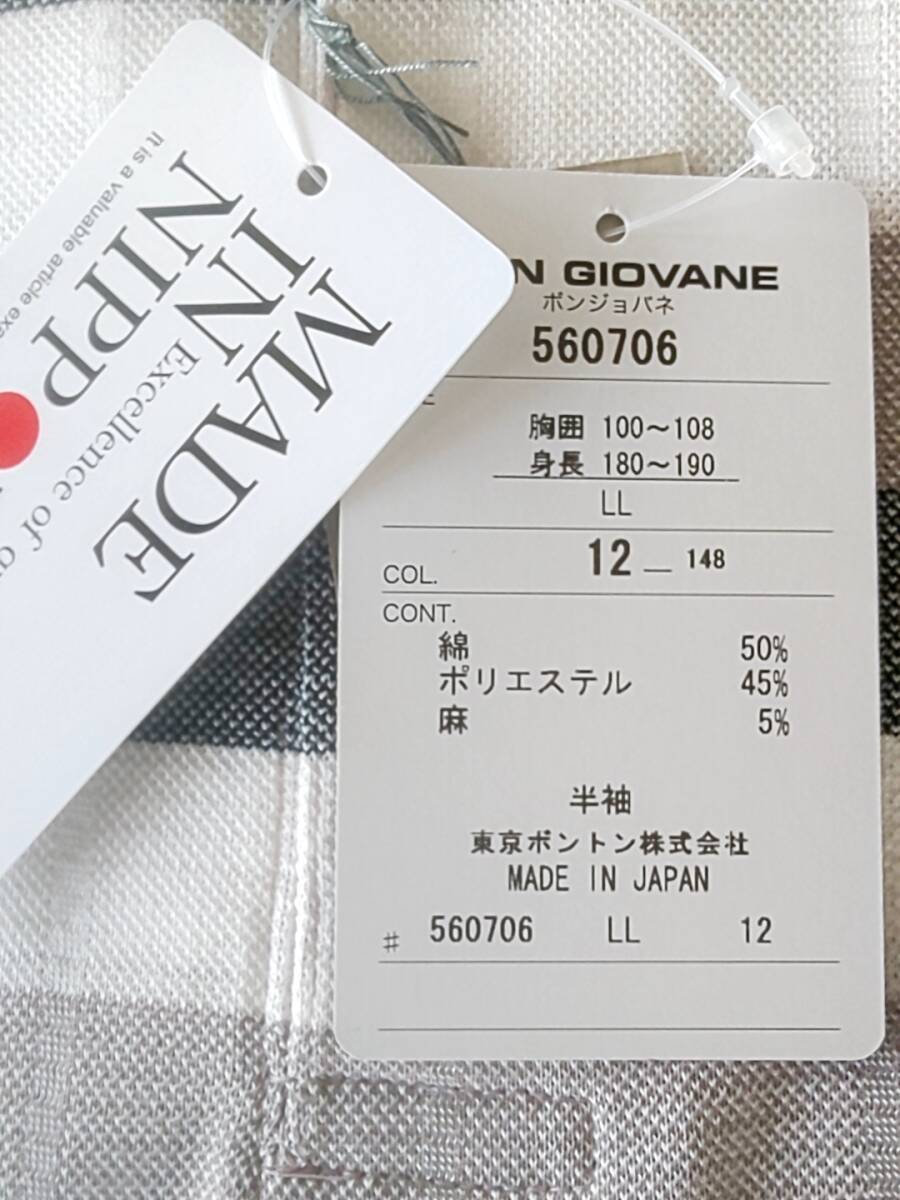 MADE
IN
NIPP
Excellence of
It is a valuable article
N GIOVANE
ボンジョバネ
560706
胸囲 100～108
身長 180～190
LL
COL. 12 — 148
CONT.
綿 50%
ポリエステル 45%
麻 5%
半袖
東京ボントン株式会社
MADE IN JAPAN
# 560706 LL 12